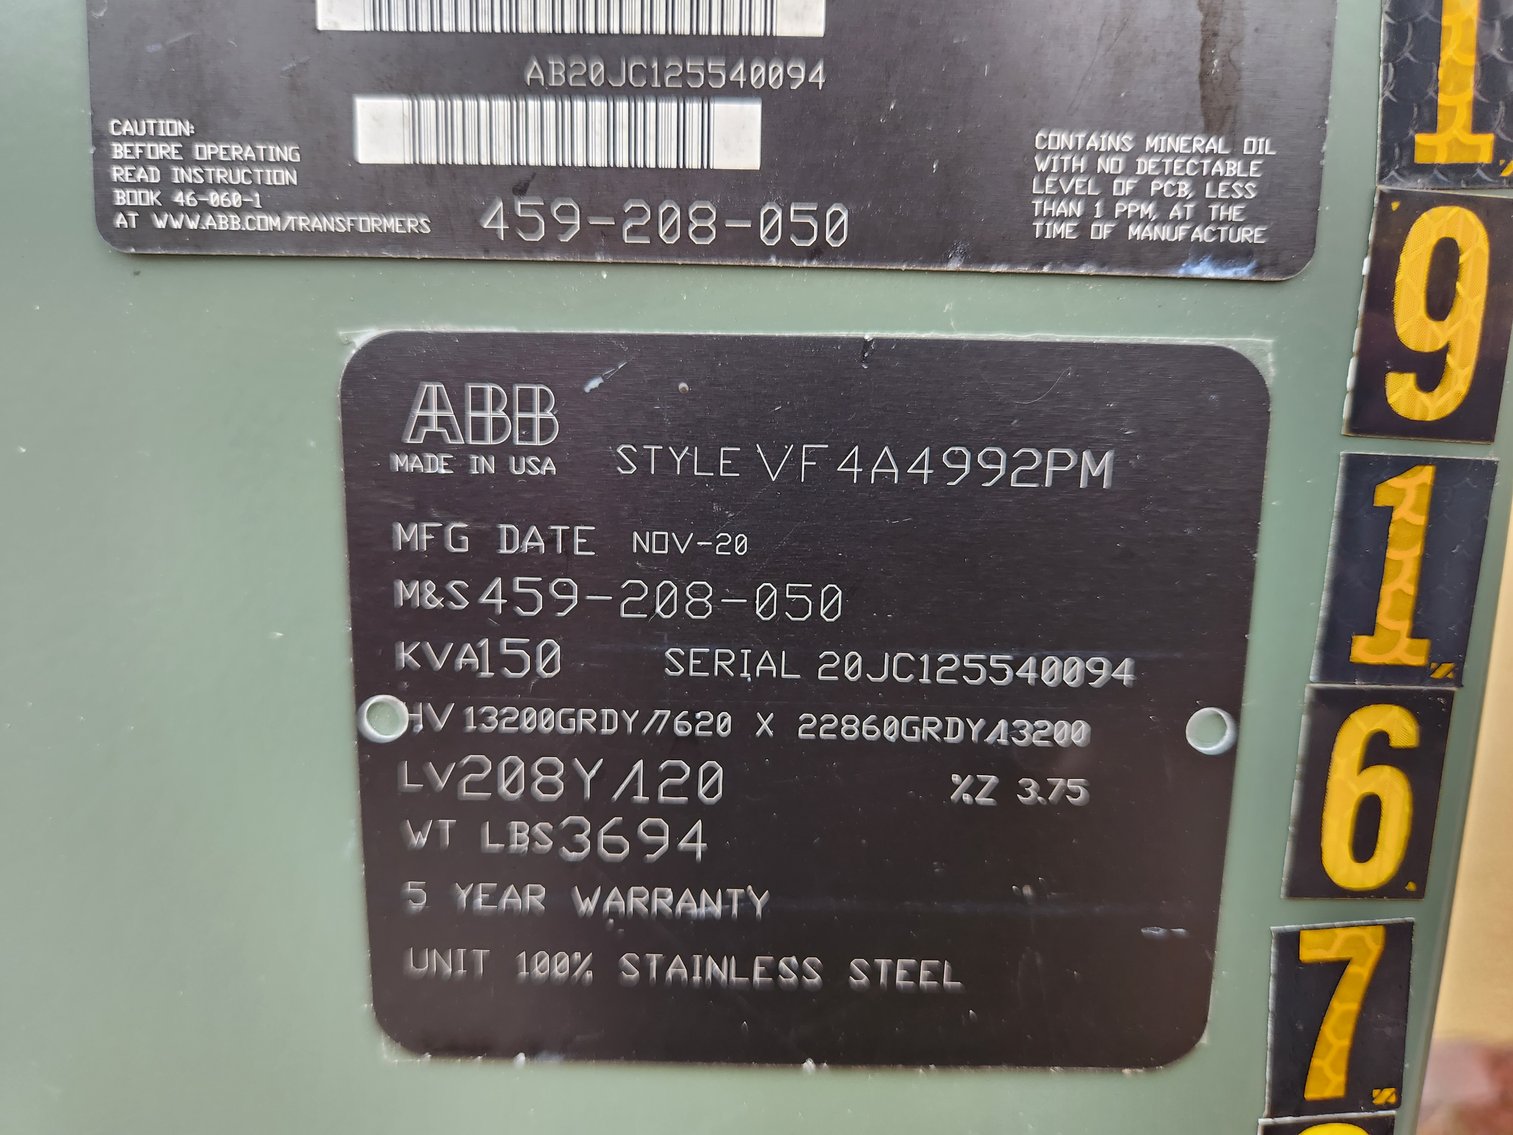 AB20JC125540094
CAUTION:
BEFORE OPERATING
READ INSTRUCTION
BOOK 46-060-1
AT WWW.ABB.COM/TRANSFORMERS
459-208-050
CONTAINS MINERAL OIL
WITH NO DETECTABLE
LEVEL OF PCB, LESS
THAN 1 PPM, AT THE
TIME OF MANUFACTURE
ABB
MADE IN USA
STYLE VF4A4992PM
MFG DATE NOV-20
M&S 459-208-050
KVA 150 SERIAL 20JC125540094
HV 13200GRDY/7620 X 22860GRDY/13200
LV 208Y/120 %Z 3.75
WT LBS 3694
5 YEAR WARRANTY
UNIT 100% STAINLESS STEEL
1
9
1
6
7